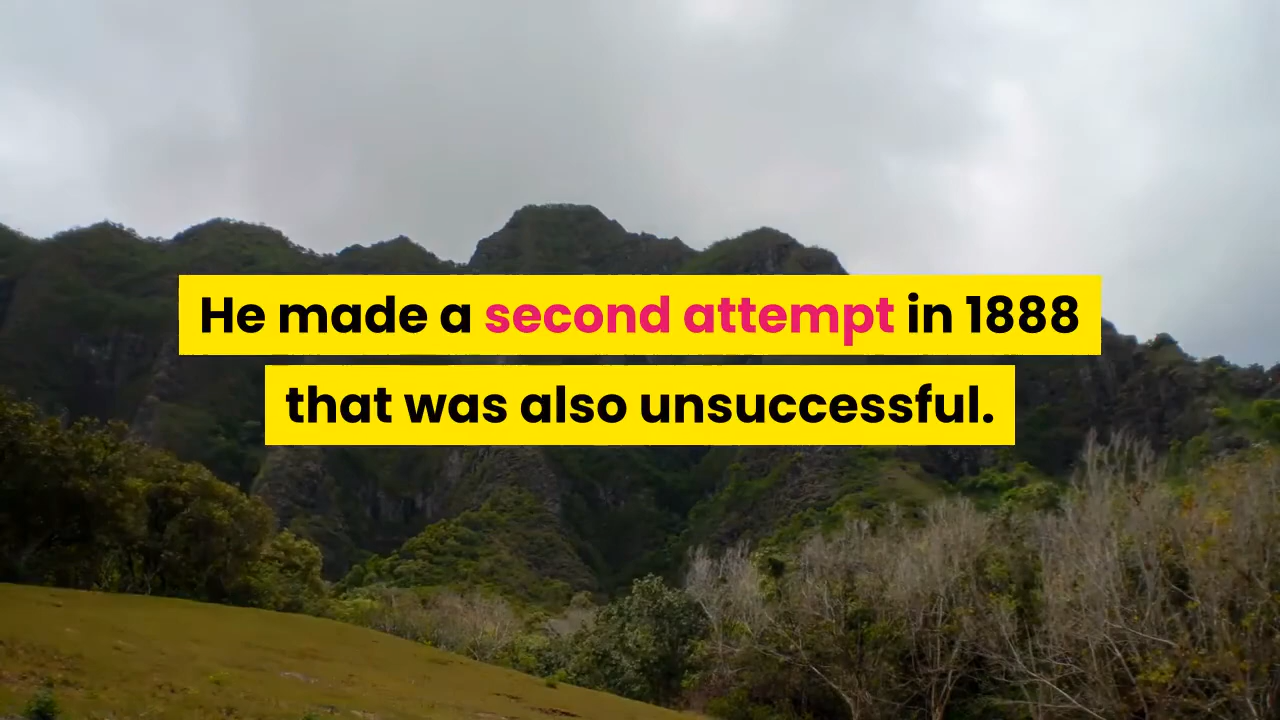 He made a second attempt in 1888
that was also unsuccessful.